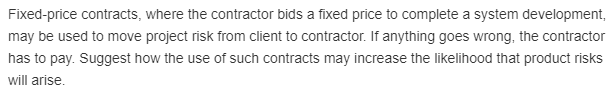 Fixed-price contracts, where the contractor bids a fixed price to complete a system development,
may be used to move project risk from client to contractor. If anything goes wrong, the contractor
has to pay. Suggest how the use of such contracts may increase the likelihood that product risks
will arise.